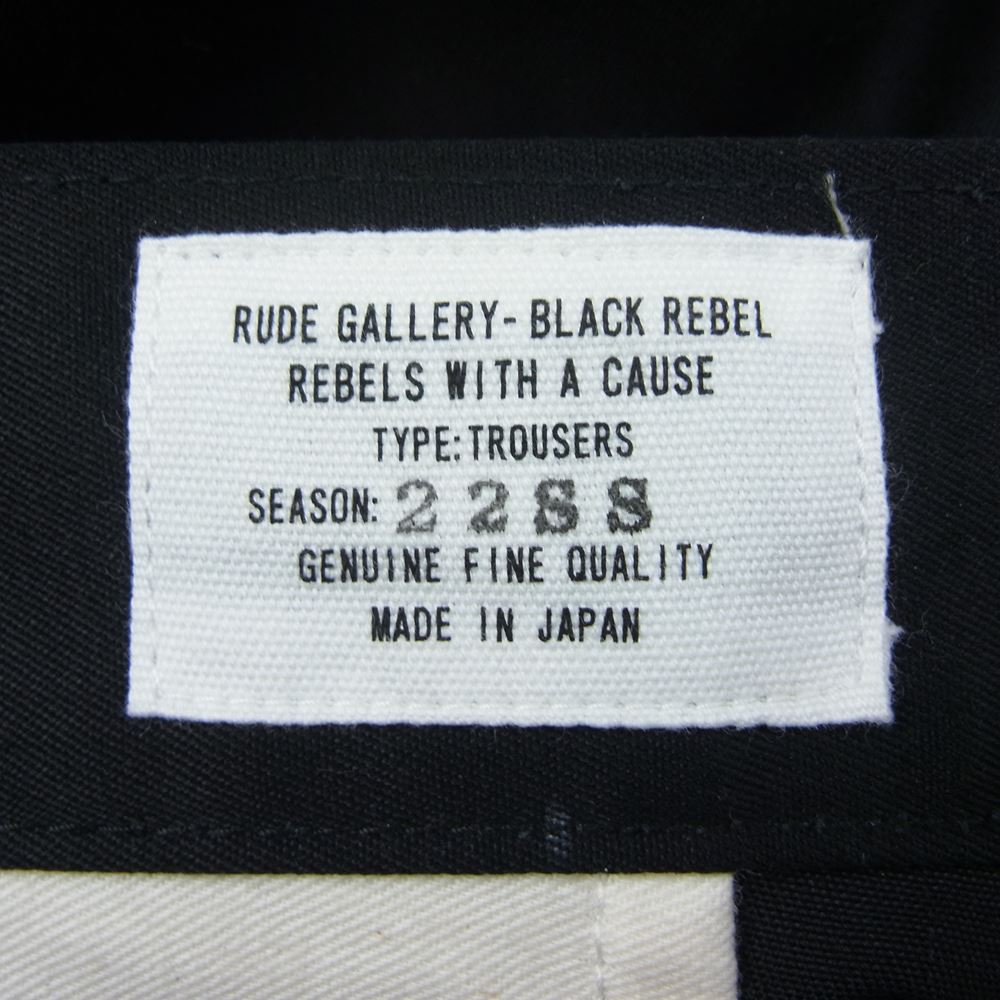 RUDE GALLERY-BLACK REBEL
REBELS WITH A CAUSE
TYPE:TROUSERS
SEASON: 22SS
GENUINE FINE QUALITY
MADE IN JAPAN